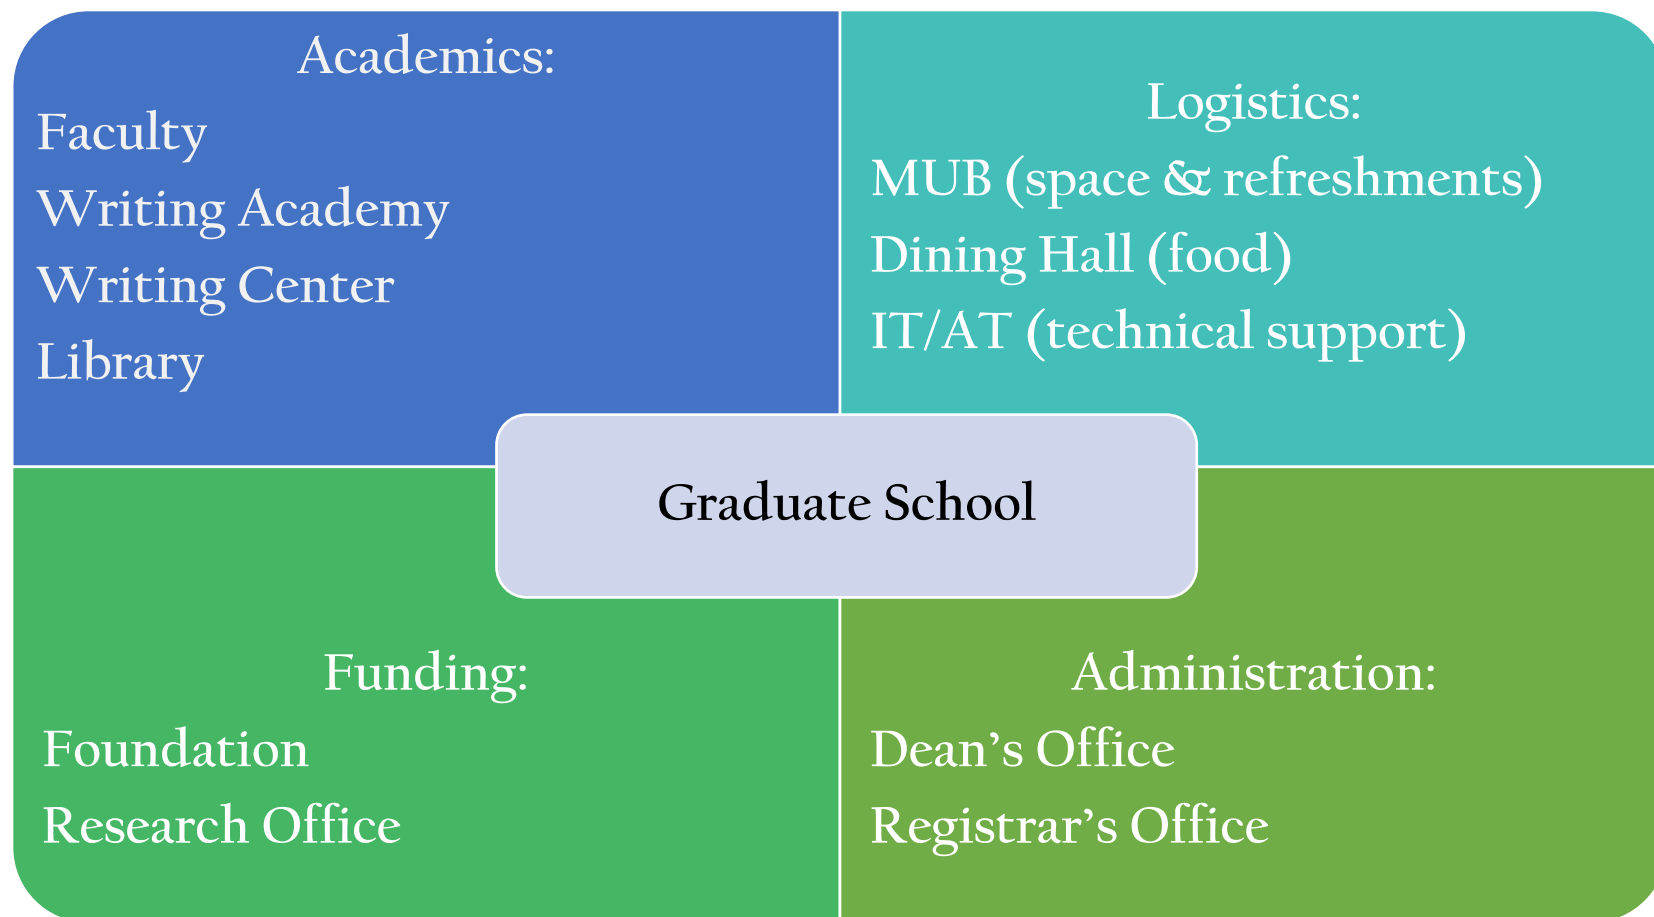 Academics:
Faculty
Writing Academy
Writing Center
Library
Logistics:
MUB (space & refreshments)
Dining Hall (food)
IT/AT (technical support)
Graduate School
Funding:
Foundation
Research Office
Administration:
Dean’s Office
Registrar’s Office